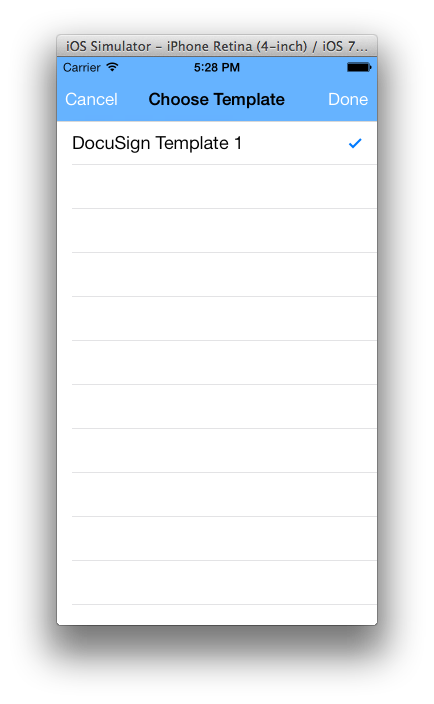 iOS Simulator – iPhone Retina (4-inch) / iOS 7...
Carrier 5:28 PM
Cancel Choose Template Done
DocuSign Template 1